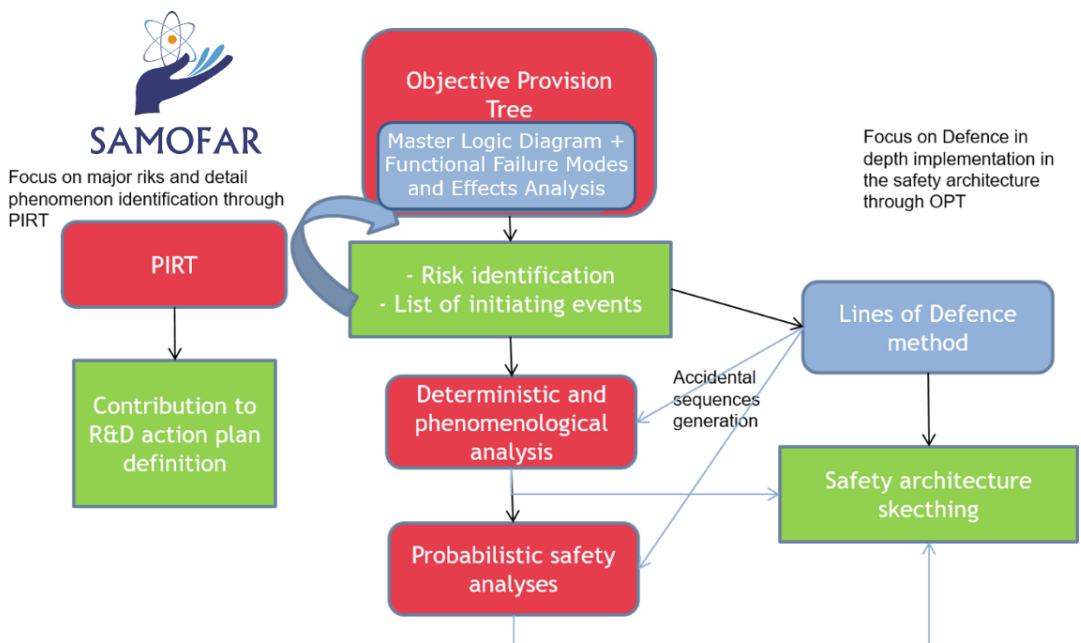 SAMOFAR
Focus on major riks and detail
phenomenon identification through
PIRT
PIRT
Contribution to
R&D action plan
definition
Objective Provision
Tree
Master Logic Diagram +
Functional Failure Modes
and Effects Analysis
- Risk identification
- List of initiating events
Deterministic and
phenomenological
analysis
Probabilistic safety
analyses
Accidental
sequences
generation
Focus on Defence in
depth implementation in
the safety architecture
through OPT
Lines of Defence
method
Safety architecture
skecthing